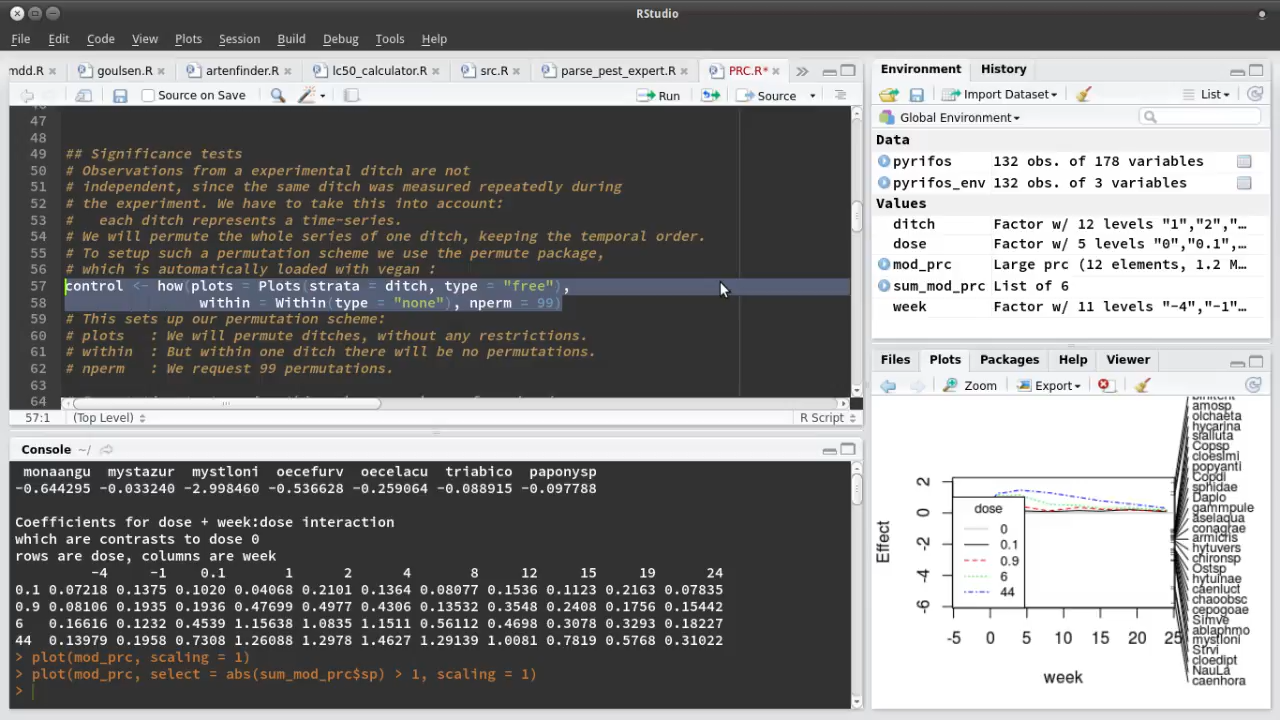 RStudio
File Edit Code View Plots Session Build Debug Tools Help
mdd.R goulsen.R artenfinder.R lc50_calculator.R src.R parse_pest_expert.R PRC.R*
Source on Save Run Source
47
48
49 ## Significance tests
50 # Observations from a experimental ditch are not
51 # independent, since the same ditch was measured repeatedly during
52 # the experiment. We have to take this into account:
53 #   each ditch represents a time-series.
54 # We will permute the whole series of one ditch, keeping the temporal order.
55 # To setup such a permutation scheme we use the permute package,
56 # which is automatically loaded with vegan :
57 control <- how(plots = Plots(strata = ditch, type = "free"),
58 within = Within(type = "none"), nperm = 99)
59 # This sets up our permutation scheme:
60 # plots  : We will permute ditches, without any restrictions.
61 # within : But within one ditch there will be no permutations.
62 # nperm  : We request 99 permutations.
63
64
57:1 (Top Level) R Script
Console ~/
monaangu mystazur mystloni oecefurv oecelacu triabico paponysp
-0.644295 -0.033240 -2.998460 -0.536628 -0.259064 -0.088915 -0.097788
Coefficients for dose + week:dose interaction
which are contrasts to dose 0
rows are dose, columns are week
-4 -1 0.1 1 2 4 8 12 15 19 24
0.1 0.07218 0.1375 0.1020 0.04068 0.2101 0.1364 0.08077 0.1536 0.1123 0.2163 0.07835
0.9 0.08106 0.1935 0.1936 0.47699 0.4977 0.4306 0.13532 0.3548 0.2408 0.1756 0.15442
6 0.16616 0.1232 0.4539 1.15638 1.0835 1.1511 0.56112 0.4698 0.3078 0.3293 0.18227
44 0.13979 0.1958 0.7308 1.26088 1.2978 1.4627 1.29139 1.0081 0.7819 0.5768 0.31022
> plot(mod_prc, scaling = 1)
> plot(mod_prc, select = abs(sum_mod_prc$sp) > 1, scaling = 1)
>
Environment History
Import Dataset List
Global Environment
Data
pyrifos 132 obs. of 178 variables
pyrifos_env 132 obs. of 3 variables
Values
ditch Factor w/ 12 levels "1","2","…
dose Factor w/ 5 levels "0","0.1",…
mod_prc Large prc (12 elements, 1.2 M…
sum_mod_prc List of 6
week Factor w/ 11 levels "-4","-1"…
Files Plots Packages Help Viewer
Zoom Export
amosp
olchaeta
hycarina
sialluta
Copsp
cloesimi
popyanti
Copdi
sphidae
Daplo
gammpule
aselaqua
conagrae
armicris
hytuvers
chironsp
Ostsp
hytuinae
caenluct
chaoobsc
cepogoae
Simve
ablaphmo
mystloni
Strvi
cloedipt
NauLa
caenhora
Effect
2
0
-2
-4
-6
dose
0
0.1
0.9
6
44
-5 0 5 10 15 20 25
week